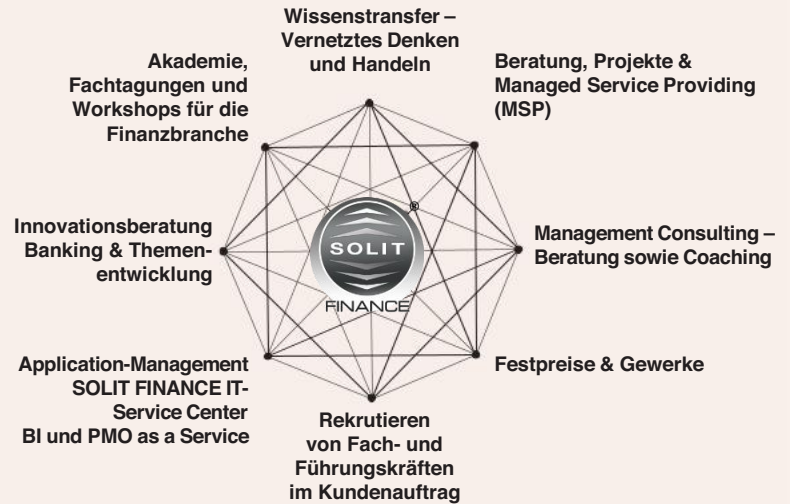 Wissenstransfer –
Vernetztes Denken
und Handeln
Akademie,
Fachtagungen und
Workshops für die
Finanzbranche
Beratung, Projekte &
Managed Service Providing
(MSP)
Innovationsberatung
Banking & Themen-
entwicklung
®
SOLIT
FINANCE
Management Consulting –
Beratung sowie Coaching
Application-Management
SOLIT FINANCE IT-
Service Center
BI und PMO as a Service
Festpreise & Gewerke
Rekrutieren
von Fach- und
Führungskräften
im Kundenauftrag